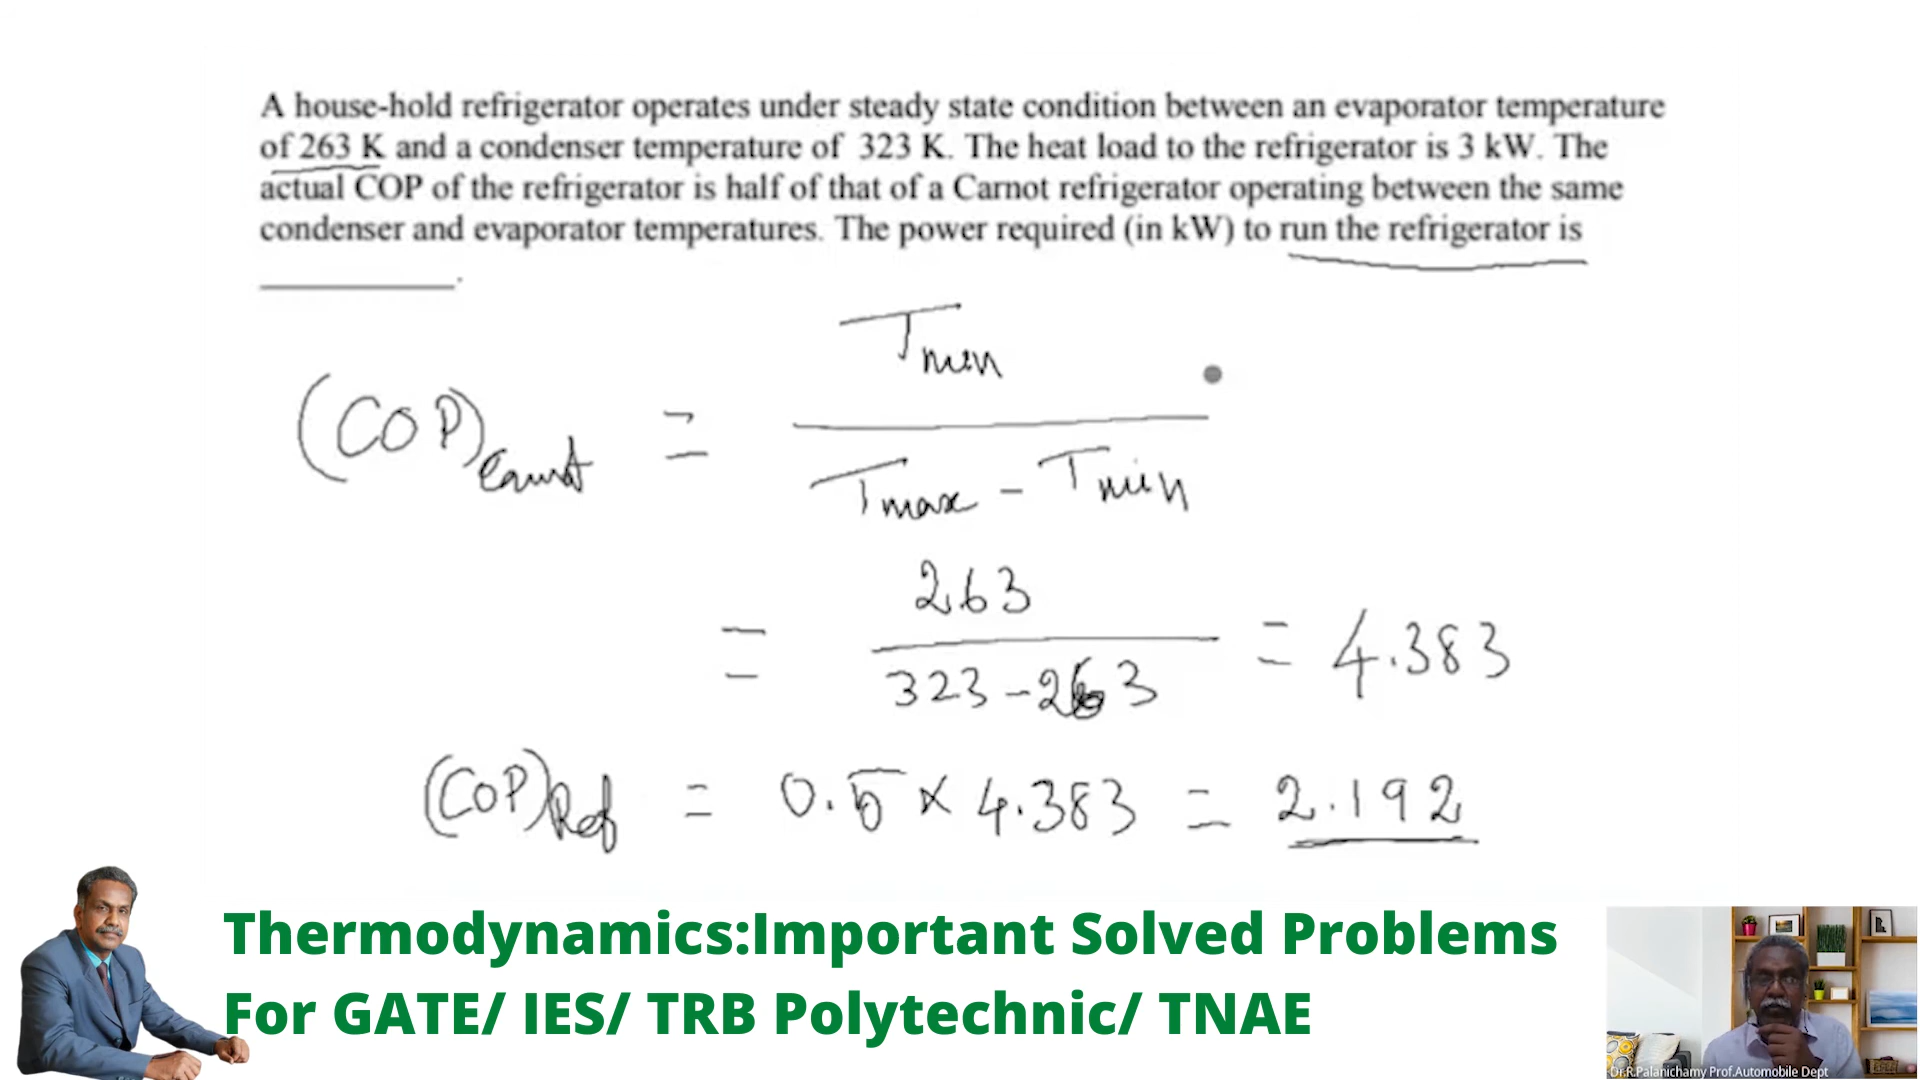 A house-hold refrigerator operates under steady state condition between an evaporator temperature
of 263 K and a condenser temperature of 323 K. The heat load to the refrigerator is 3 kW. The
actual COP of the refrigerator is half of that of a Carnot refrigerator operating between the same
condenser and evaporator temperatures. The power required (in kW) to run the refrigerator is
__________.
(COP)Carnot = Tmin / Tmax - Tmin
= 263 / 323 - 263 = 4.383
(COP)Ref = 0.5 × 4.383 = 2.192
Thermodynamics:Important Solved Problems
For GATE/ IES/ TRB Polytechnic/ TNAE
Dr.R.Palanichamy Prof.Automobile Dept